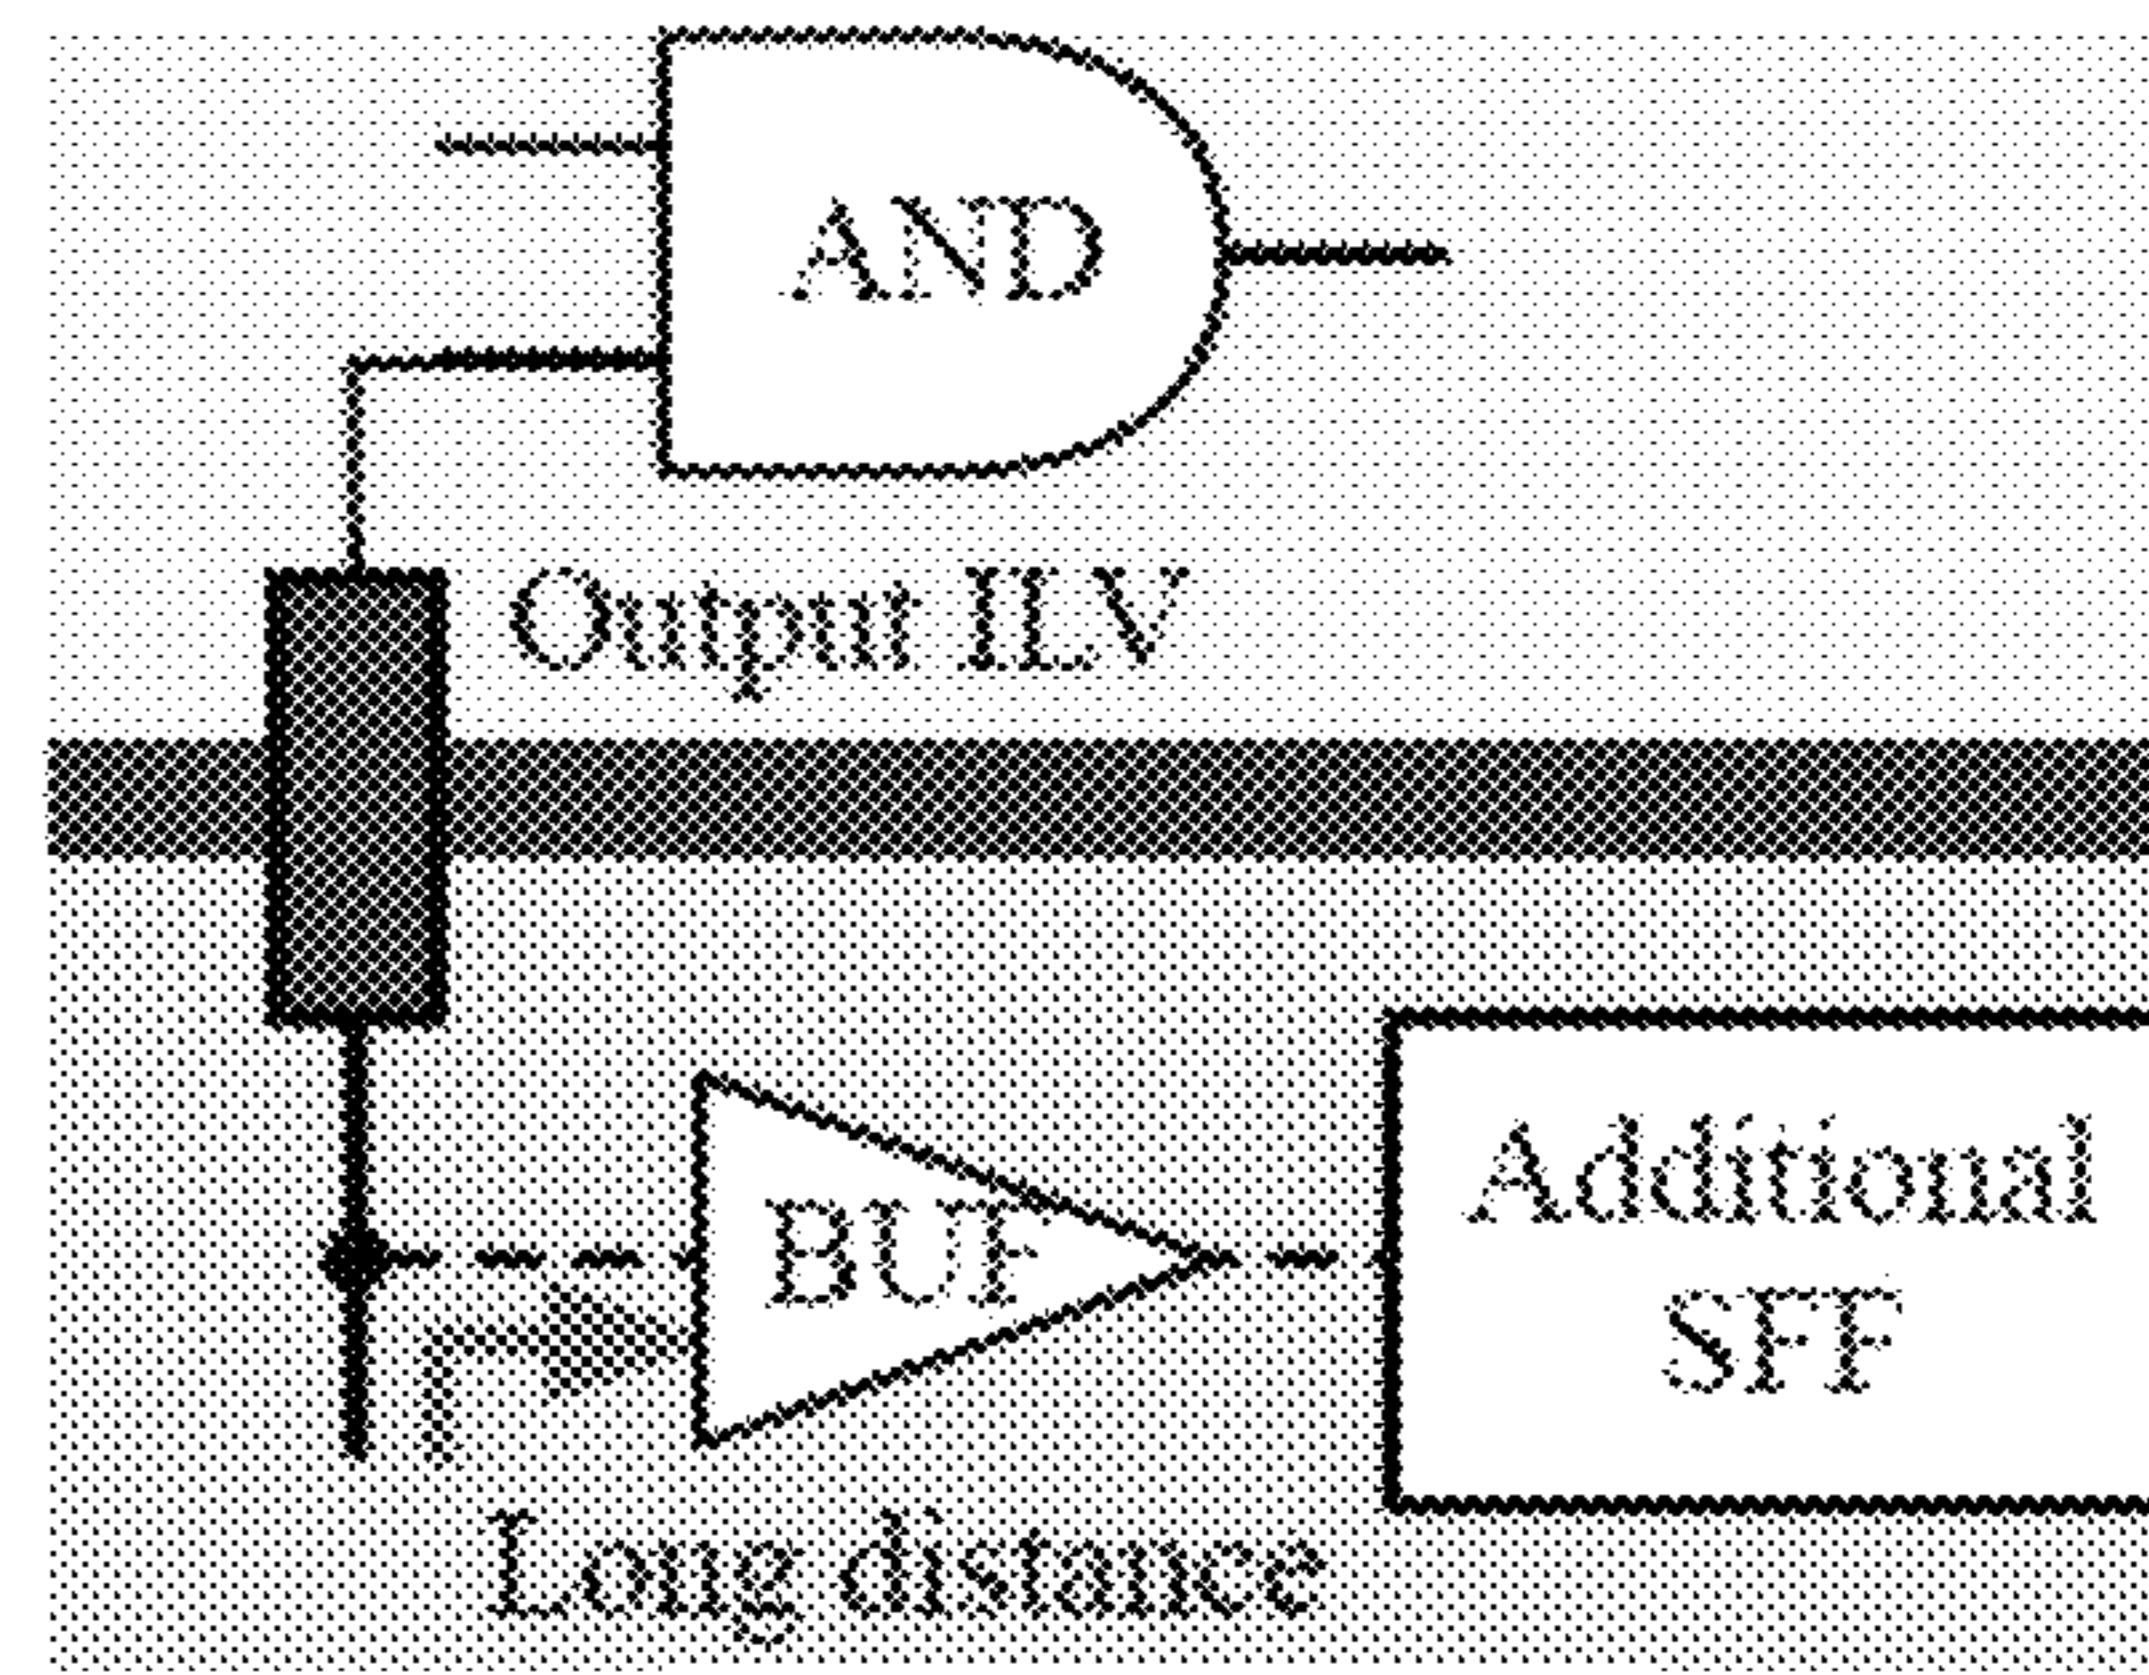 AND
Output ILV
BUF
Additional
SFF
Long distance